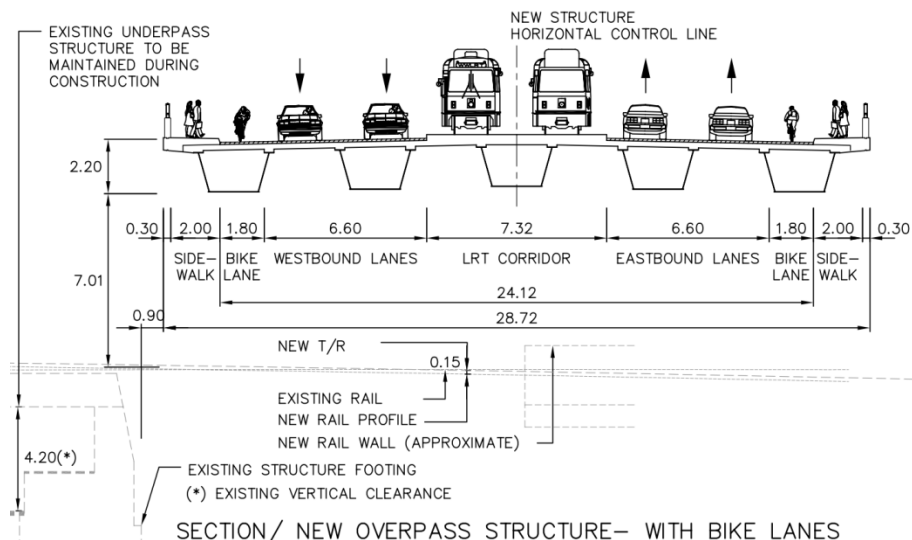 EXISTING UNDERPASS
STRUCTURE TO BE
MAINTAINED DURING
CONSTRUCTION
NEW STRUCTURE
HORIZONTAL CONTROL LINE
2.20
0.30 2.00 1.80 6.60 7.32 6.60 1.80 2.00 0.30
SIDE- BIKE WESTBOUND LANES LRT CORRIDOR EASTBOUND LANES BIKE SIDE-
WALK LANE LANE WALK
7.01
24.12
0.90 28.72
NEW T/R
0.15
EXISTING RAIL
NEW RAIL PROFILE
NEW RAIL WALL (APPROXIMATE)
4.20(*)
EXISTING STRUCTURE FOOTING
(*) EXISTING VERTICAL CLEARANCE
SECTION/ NEW OVERPASS STRUCTURE- WITH BIKE LANES